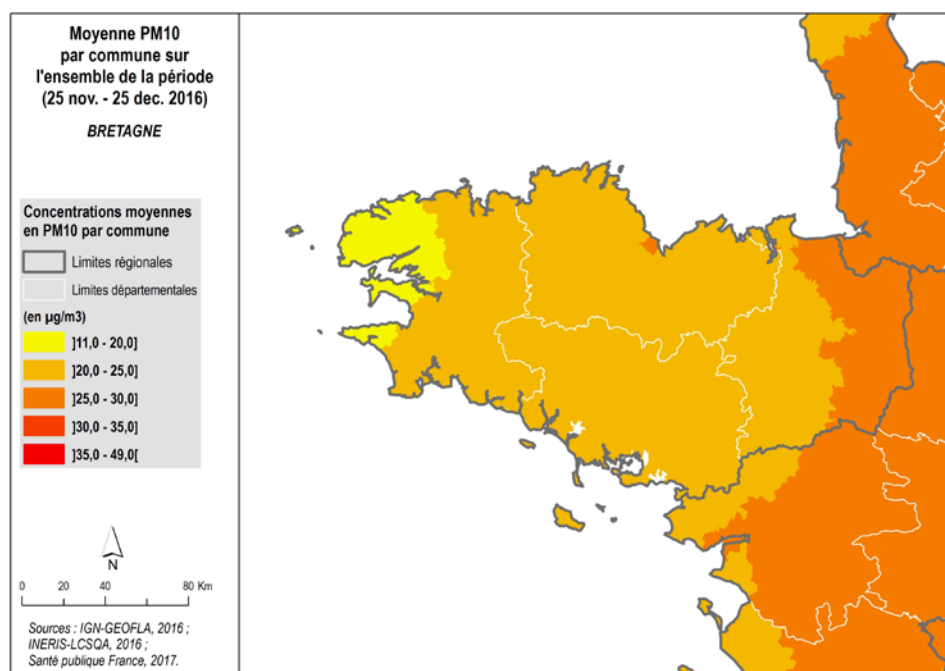 Moyenne PM10
par commune sur
l'ensemble de la période
(25 nov. - 25 dec. 2016)
BRETAGNE
Concentrations moyennes
en PM10 par commune
Limites régionales
Limites départementales
(en µg/m3)
]11,0 - 20,0]
]20,0 - 25,0]
]25,0 - 30,0]
]30,0 - 35,0]
]35,0 - 49,0[
N
0 20 40 80 Km
Sources : IGN-GEOFLA, 2016 ;
INERIS-LCSQA, 2016 ;
Santé publique France, 2017.